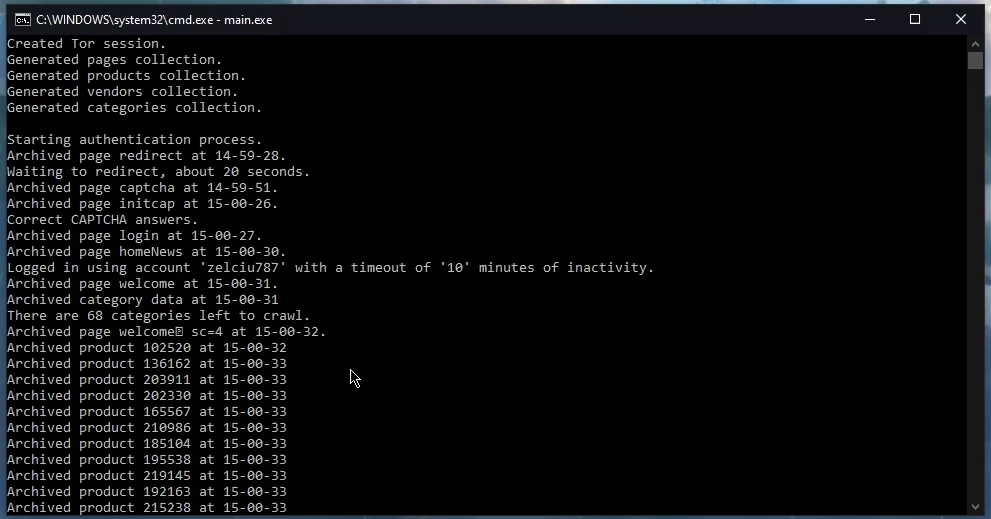 C:\WINDOWS\system32\cmd.exe - main.exe
Created Tor session.
Generated pages collection.
Generated products collection.
Generated vendors collection.
Generated categories collection.
Starting authentication process.
Archived page redirect at 14-59-28.
Waiting to redirect, about 20 seconds.
Archived page captcha at 14-59-51.
Archived page initcap at 15-00-26.
Correct CAPTCHA answers.
Archived page login at 15-00-27.
Archived page homeNews at 15-00-30.
Logged in using account 'zelciu787' with a timeout of '10' minutes of inactivity.
Archived page welcome at 15-00-31.
Archived category data at 15-00-31
There are 68 categories left to crawl.
Archived page welcome⍰ sc=4 at 15-00-32.
Archived product 102520 at 15-00-32
Archived product 136162 at 15-00-33
Archived product 203911 at 15-00-33
Archived product 202330 at 15-00-33
Archived product 165567 at 15-00-33
Archived product 210986 at 15-00-33
Archived product 185104 at 15-00-33
Archived product 195538 at 15-00-33
Archived product 219145 at 15-00-33
Archived product 192163 at 15-00-33
Archived product 215238 at 15-00-33